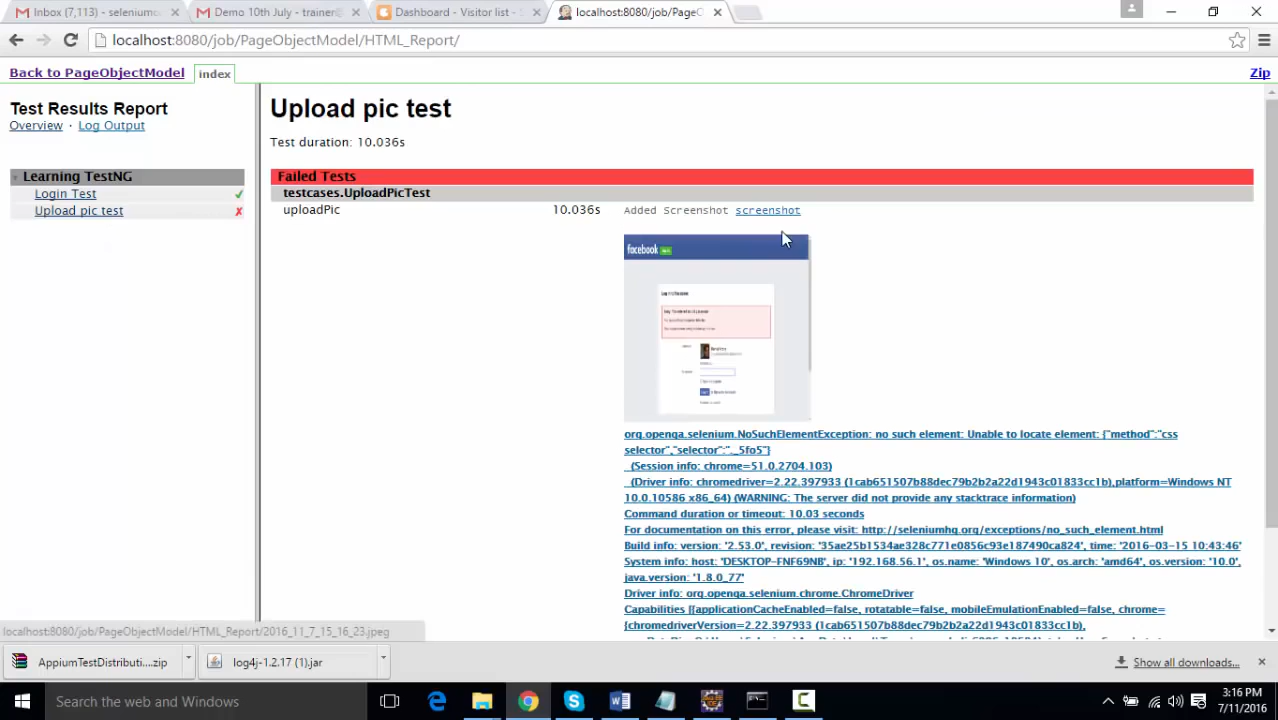 Inbox (7,113) - seleniumc
Demo 10th July - trainer@
Dashboard - Visitor list - S
localhost:8080/job/PageO
localhost:8080/job/PageObjectModel/HTML_Report/
Back to PageObjectModel
index
Zip
Test Results Report
Overview · Log Output
Learning TestNG
Login Test
Upload pic test
Upload pic test
Test duration: 10.036s
Failed Tests
testcases.UploadPicTest
uploadPic 10.036s Added Screenshot screenshot
facebook
org.openqa.selenium.NoSuchElementException: no such element: Unable to locate element: {"method":"css
selector","selector":"._5fo5"}
(Session info: chrome=51.0.2704.103)
(Driver info: chromedriver=2.22.397933 (1cab651507b88dec79b2b2a22d1943c01833cc1b),platform=Windows NT
10.0.10586 x86_64) (WARNING: The server did not provide any stacktrace information)
Command duration or timeout: 10.03 seconds
For documentation on this error, please visit: http://seleniumhq.org/exceptions/no_such_element.html
Build info: version: '2.53.0', revision: '35ae25b1534ae328c771e0856c93e187490ca824', time: '2016-03-15 10:43:46'
System info: host: 'DESKTOP-FNF69NB', ip: '192.168.56.1', os.name: 'Windows 10', os.arch: 'amd64', os.version: '10.0',
java.version: '1.8.0_77'
Driver info: org.openqa.selenium.chrome.ChromeDriver
Capabilities [{applicationCacheEnabled=false, rotatable=false, mobileEmulationEnabled=false, chrome=
{chromedriverVersion=2.22.397933 (1cab651507b88dec79b2b2a22d1943c01833cc1b),
localhost:8080/job/PageObjectModel/HTML_Report/2016_11_7_15_16_23.jpeg
AppiumTestDistributi....zip
log4j-1.2.17 (1).jar
Show all downloads...
Search the web and Windows
3:16 PM
7/11/2016